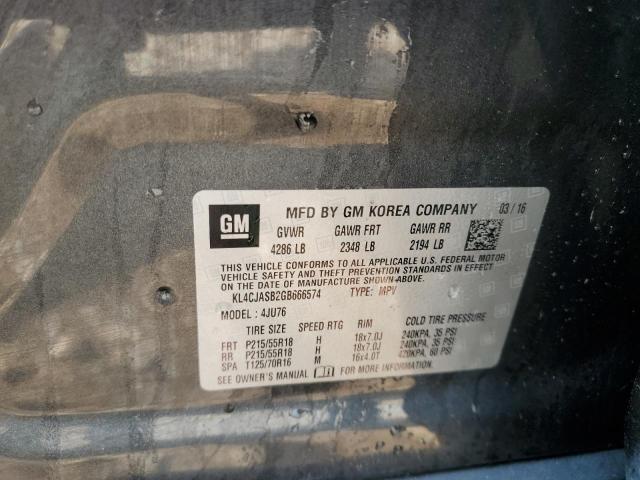 GM MFD BY GM KOREA COMPANY 03/16
GVWR GAWR FRT GAWR RR
4286 LB 2348 LB 2194 LB
THIS VEHICLE CONFORMS TO ALL APPLICABLE U.S. FEDERAL MOTOR
VEHICLE SAFETY AND THEFT PREVENTION STANDARDS IN EFFECT
ON THE DATE OF MANUFACTURE SHOWN ABOVE.
KL4CJASB2GB666574 TYPE: MPV
MODEL : 4JU76
TIRE SIZE SPEED RTG RIM COLD TIRE PRESSURE
FRT P215/55R18 H 18x7.0J 240KPA, 35 PSI
RR P215/55R18 H 18x7.0J 240KPA, 35 PSI
SPA T125/70R16 M 16x4.0T 420KPA, 60 PSI
SEE OWNER'S MANUAL FOR MORE INFORMATION.